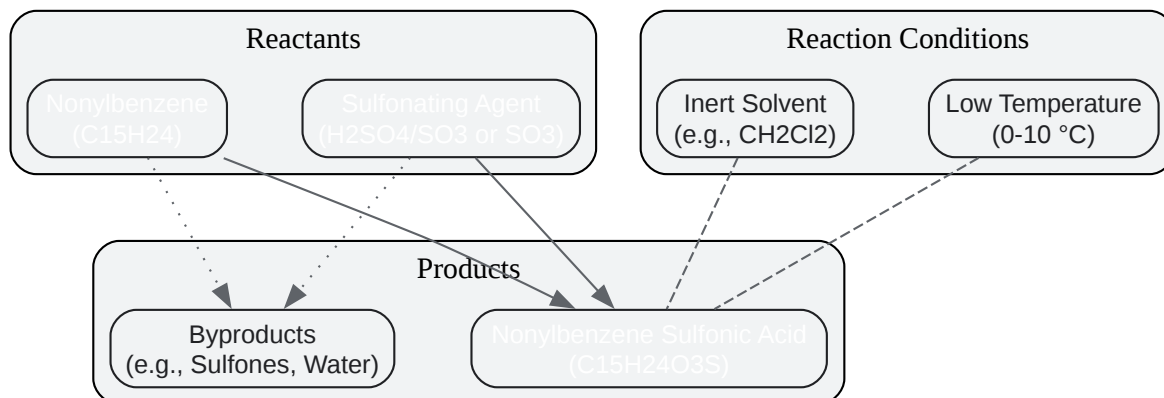 Reactants
Reaction Conditions
Nonylbenzene
(C15H24)
Sulfonating Agent
(H2SO4/SO3 or SO3)
Inert Solvent
(e.g., CH2Cl2)
Low Temperature
(0-10 °C)
Products
Byproducts
(e.g., Sulfones, Water)
Nonylbenzene Sulfonic Acid
(C15H24O3S)